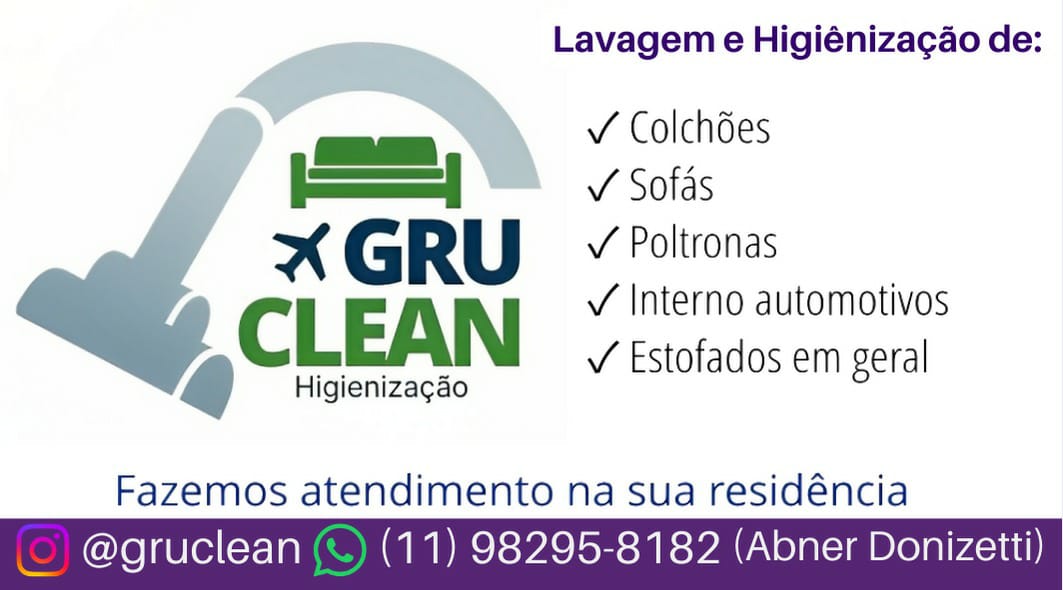 Lavagem e Higiênização de:
✓ Colchões
✓ Sofás
✓ Poltronas
✓ Interno automotivos
✓ Estofados em geral
GRU
CLEAN
Higienização
Fazemos atendimento na sua residência
@gruclean (11) 98295-8182 (Abner Donizetti)